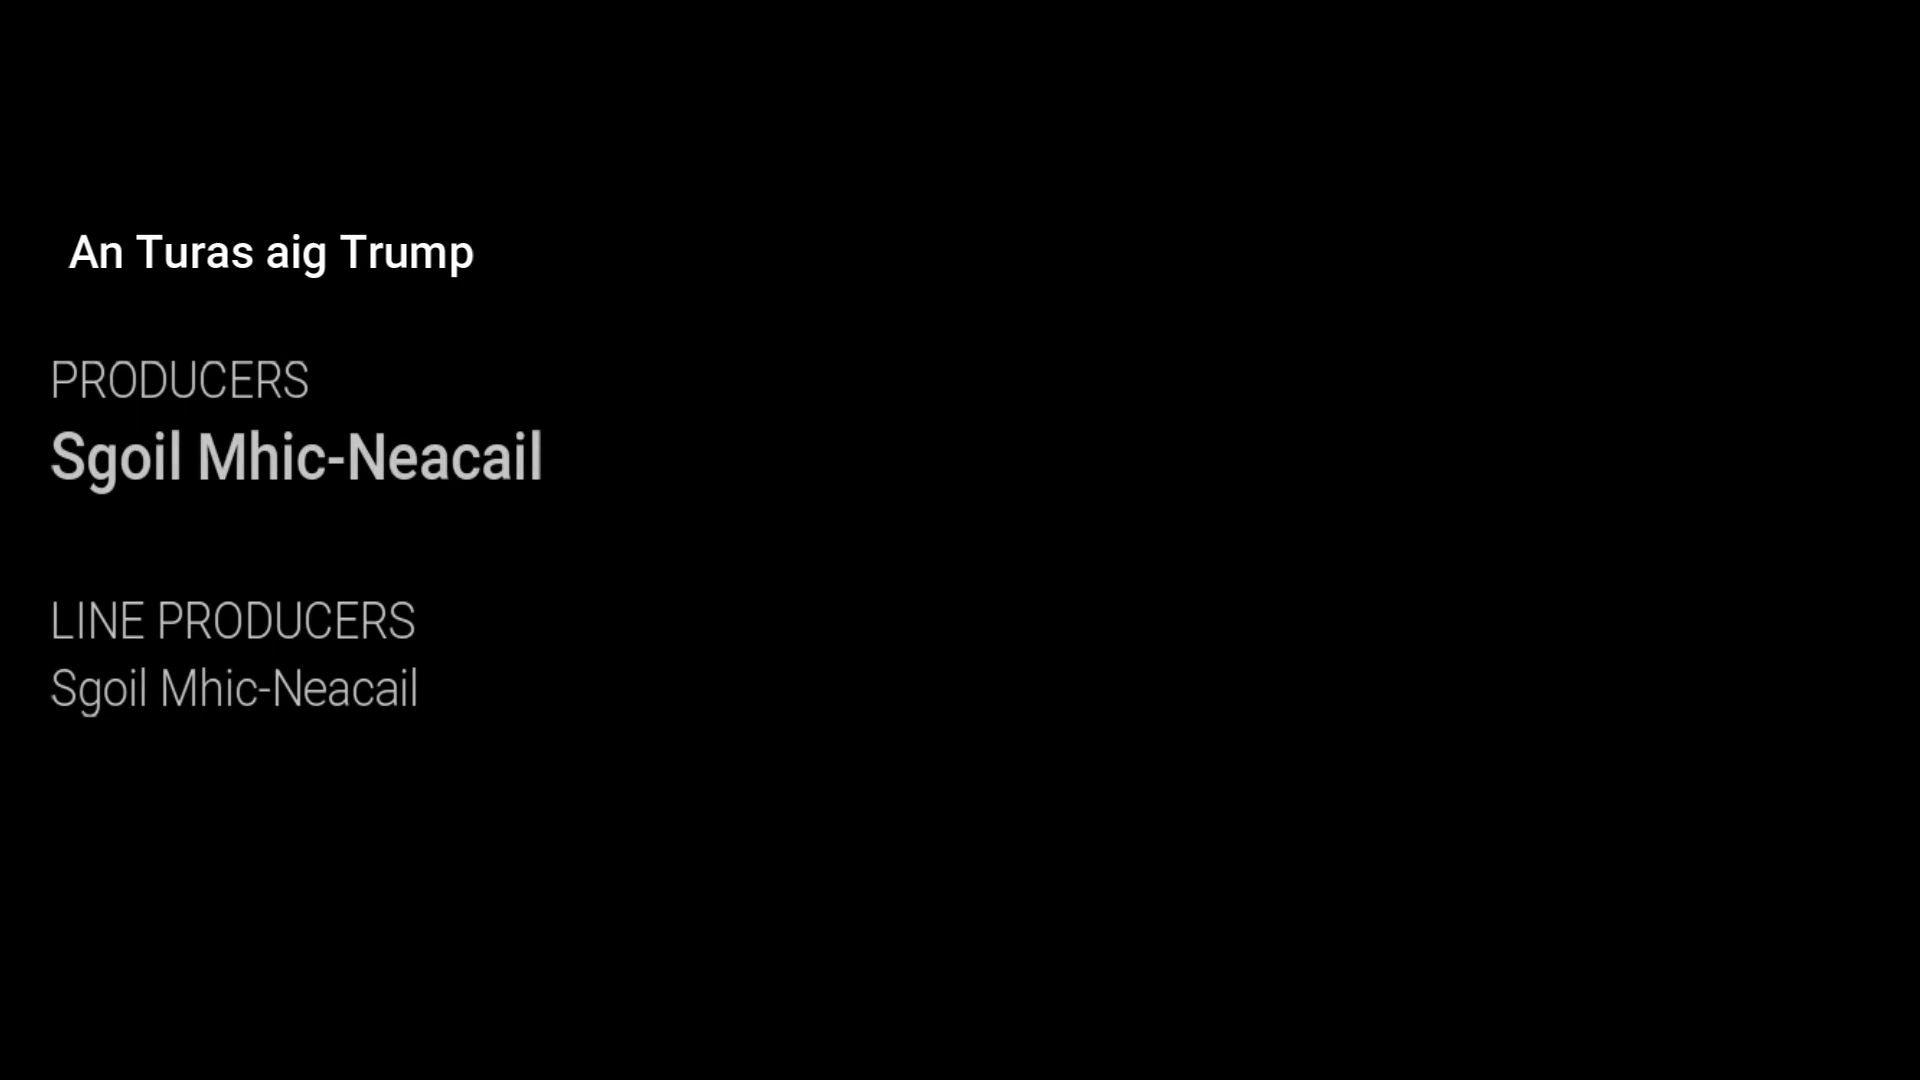 An Turas aig Trump
PRODUCERS
Sgoil Mhic-Neacail
LINE PRODUCERS
Sgoil Mhic-Neacail